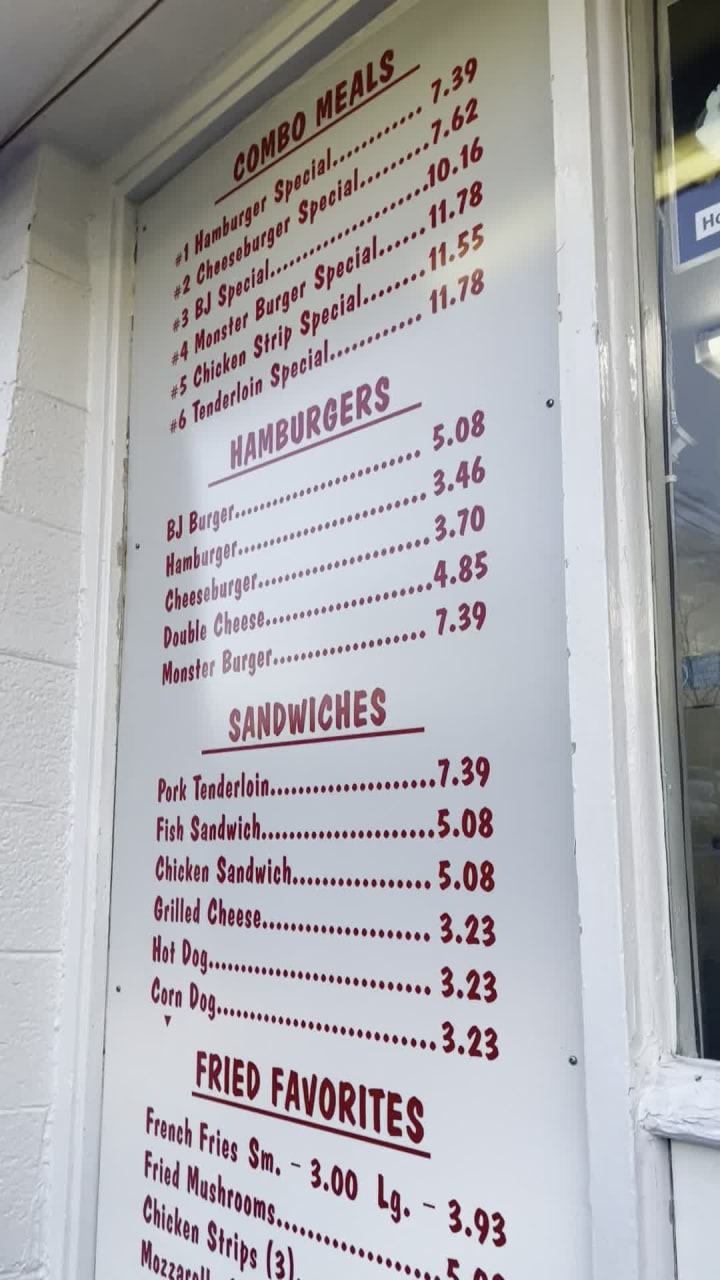 COMBO MEALS
#1 Hamburger Special............ 7.39
#2 Cheeseburger Special.........7.62
#3 BJ Special....................10.16
#4 Monster Burger Special......11.78
#5 Chicken Strip Special........11.55
#6 Tenderloin Special............ 11.78
HAMBURGERS
BJ Burger........................ 5.08
Hamburger........................ 3.46
Cheeseburger......................3.70
Double Cheese.....................4.85
Monster Burger................... 7.39
SANDWICHES
Pork Tenderloin....................7.39
Fish Sandwich.....................5.08
Chicken Sandwich................ 5.08
Grilled Cheese.................... 3.23
Hot Dog.......................... 3.23
Corn Dog..........................3.23
FRIED FAVORITES
French Fries Sm. - 3.00 Lg. - 3.93
Fried Mushrooms..................
Chicken Strips (3)